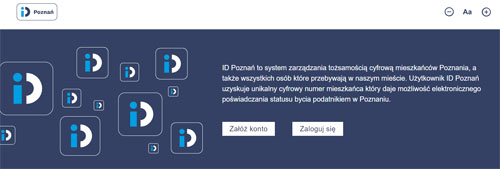 iD Poznań
Aa
ID Poznań to system zarządzania tożsamością cyfrową mieszkańców Poznania, a
także wszystkich osób które przebywają w naszym mieście. Użytkownik ID Poznań
uzyskuje unikalny cyfrowy numer mieszkańca który daje możliwość elektronicznego
poświadczania statusu bycia podatnikiem w Poznaniu.
Załóż konto
Zaloguj się